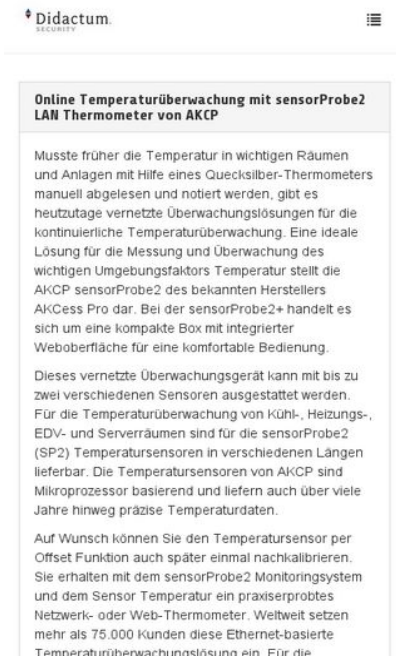 Didactum.
SECURITY
Online Temperaturüberwachung mit sensorProbe2
LAN Thermometer von AKCP
Musste früher die Temperatur in wichtigen Räumen
und Anlagen mit Hilfe eines Quecksilber-Thermometers
manuell abgelesen und notiert werden, gibt es
heutzutage vernetzte Überwachungslösungen für die
kontinuierliche Temperaturüberwachung. Eine ideale
Lösung für die Messung und Überwachung des
wichtigen Umgebungsfaktors Temperatur stellt die
AKCP sensorProbe2 des bekannten Herstellers
AKCess Pro dar. Bei der sensorProbe2+ handelt es
sich um eine kompakte Box mit integrierter
Weboberfläche für eine komfortable Bedienung.
Dieses vernetzte Überwachungsgerät kann mit bis zu
zwei verschiedenen Sensoren ausgestattet werden.
Für die Temperaturüberwachung von Kühl-, Heizungs-,
EDV- und Serverräumen sind für die sensorProbe2
(SP2) Temperatursensoren in verschiedenen Längen
lieferbar. Die Temperatursensoren von AKCP sind
Mikroprozessor basierend und liefern auch über viele
Jahre hinweg präzise Temperaturdaten.
Auf Wunsch können Sie den Temperatursensor per
Offset Funktion auch später einmal nachkalibrieren.
Sie erhalten mit dem sensorProbe2 Monitoringsystem
und dem Sensor Temperatur ein praxiserprobtes
Netzwerk- oder Web-Thermometer. Weltweit setzen
mehr als 75.000 Kunden diese Ethernet-basierte
Temperaturüberwachungslösung ein. Für die